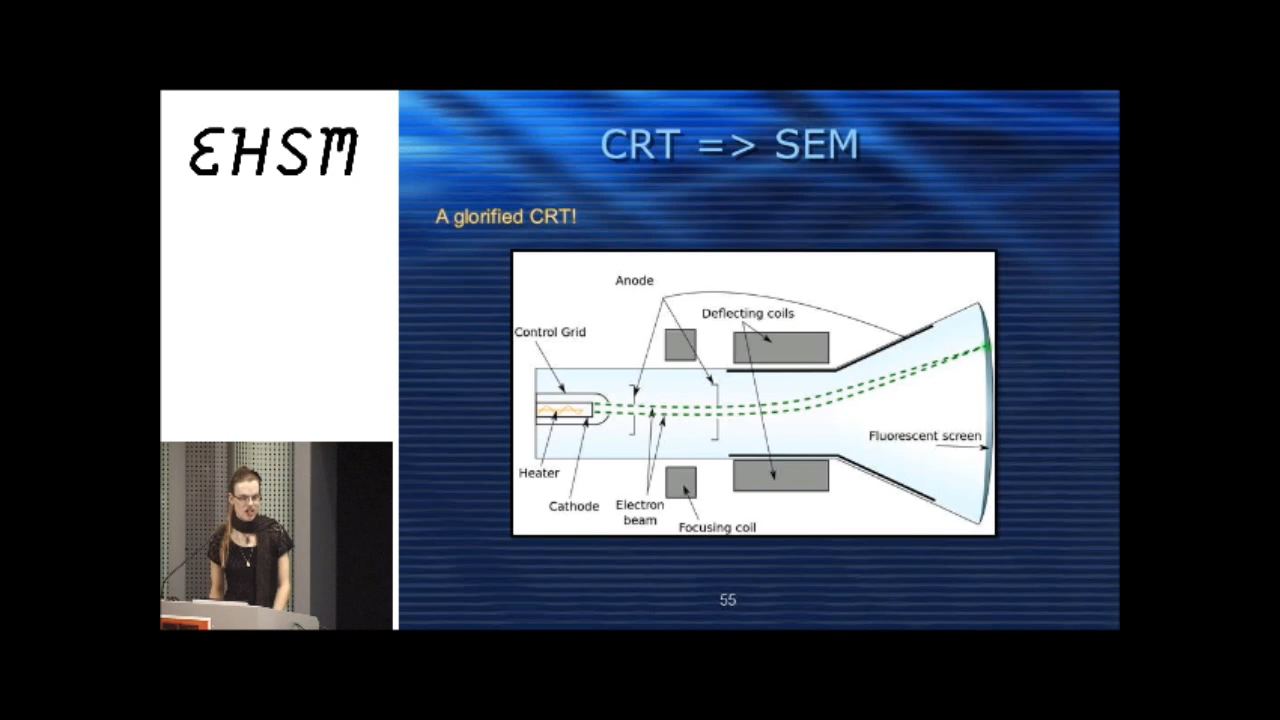 EHSM
CRT => SEM
A glorified CRT!
Anode
Deflecting coils
Control Grid
Fluorescent screen
Heater
Cathode
Electron
beam
Focusing coil
55